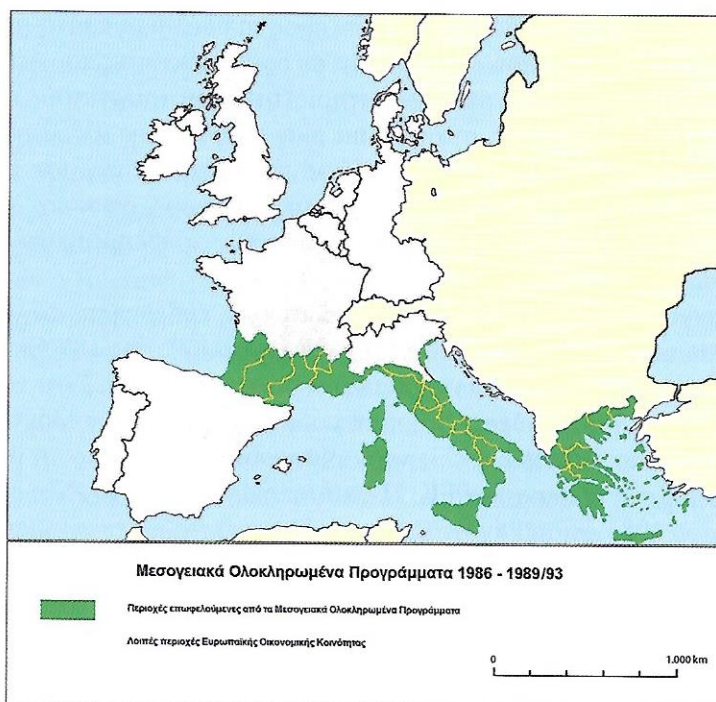 Μεσογειακά Ολοκληρωμένα Προγράμματα 1986 - 1989/93
Περιοχές επωφελούμενες από τα Μεσογειακά Ολοκληρωμένα Προγράμματα
Λοιπές περιοχές Ευρωπαϊκής Οικονομικής Κοινότητας
0 1.000 km